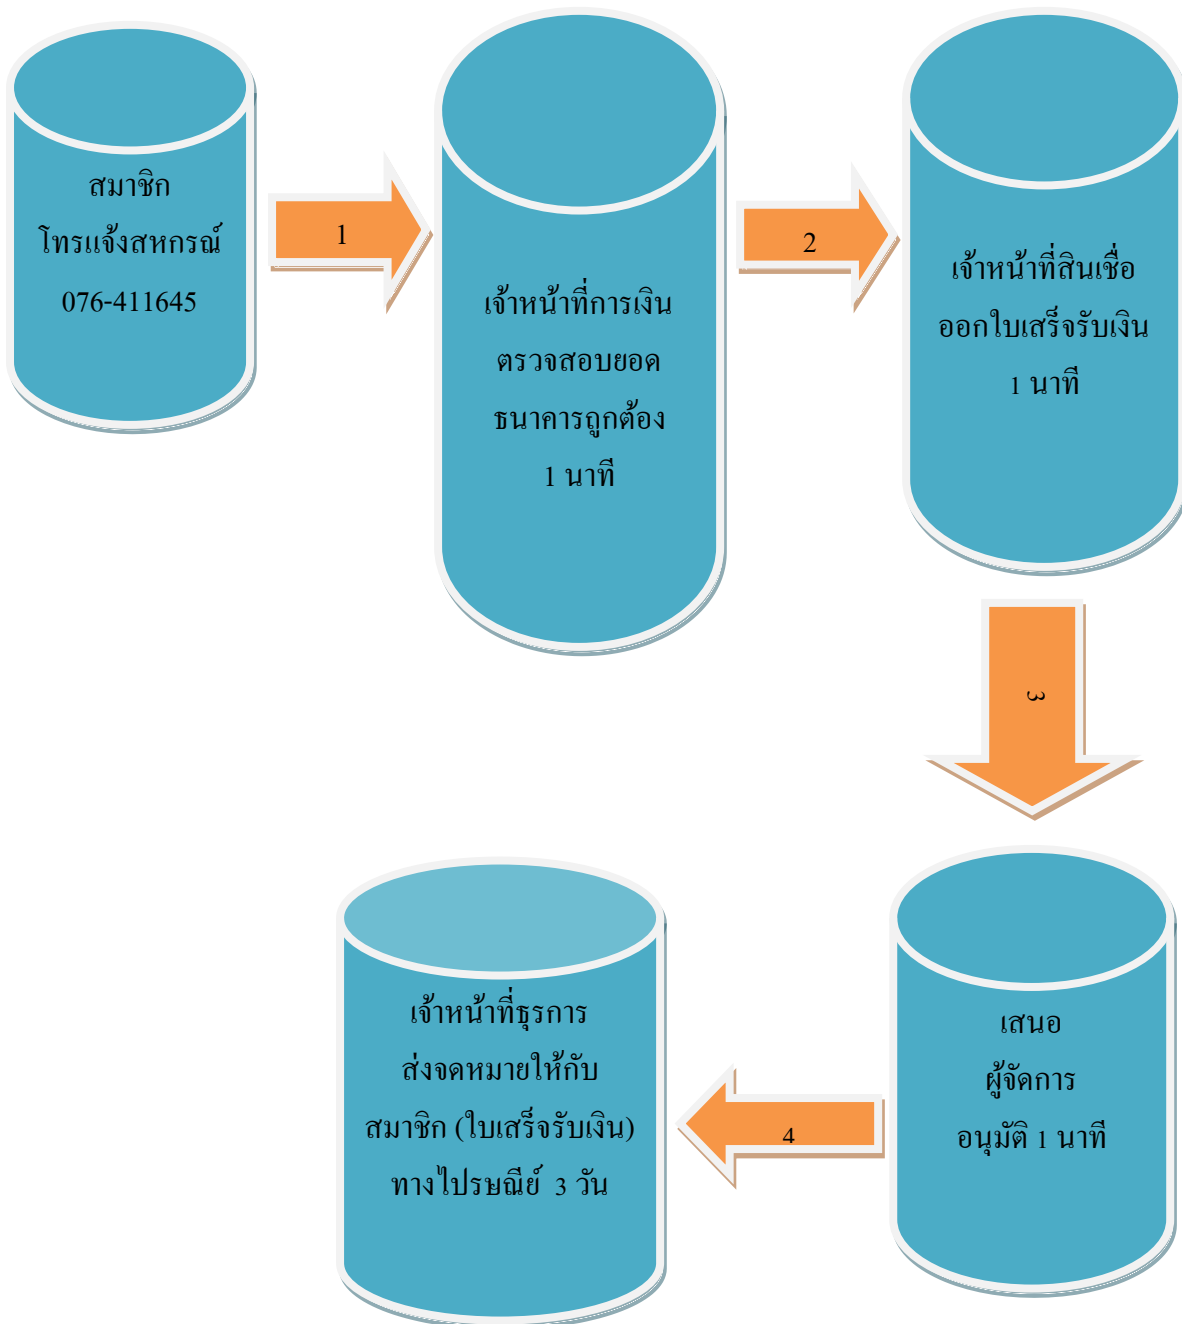 สมาชิก
โทรแจ้งสหกรณ์
076-411645
1
เจ้าหน้าที่การเงิน
ตรวจสอบยอด
ธนาคารถูกต้อง
1 นาที
2
เจ้าหน้าที่สินเชื่อ
ออกใบเสร็จรับเงิน
1 นาที
3
เสนอ
ผู้จัดการ
อนุมัติ 1 นาที
4
เจ้าหน้าที่ธุรการ
ส่งจดหมายให้กับ
สมาชิก (ใบเสร็จรับเงิน)
ทางไปรษณีย์ 3 วัน